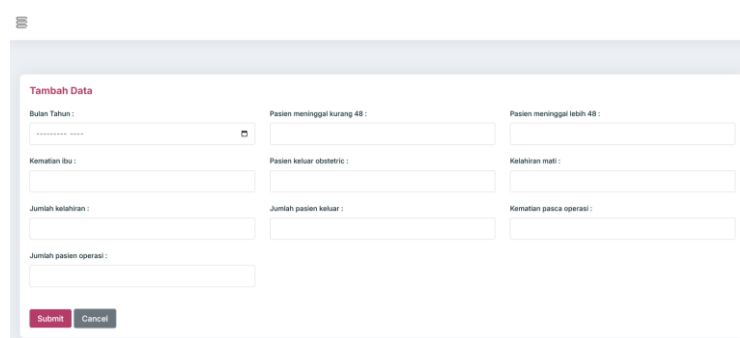 Tambah Data
Bulan Tahun : Pasien meninggal kurang 48 : Pasien meninggal lebih 48 :
--------- ----
Kematian ibu : Pasien keluar obstetric : Kelahiran mati :
Jumlah kelahiran : Jumlah pasien keluar : Kematian pasca operasi :
Jumlah pasien operasi :
Submit Cancel